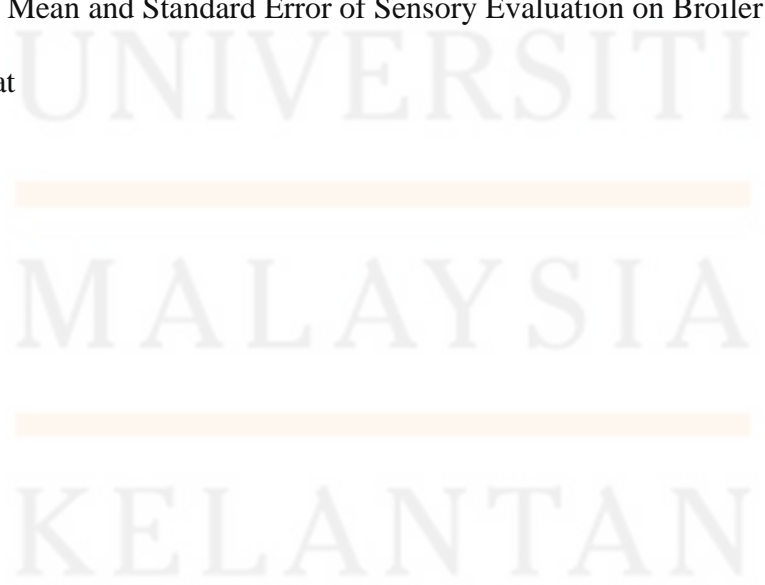 Mean and Standard Error of Sensory Evaluation on Broiler
at
UNIVERSITI
MALAYSIA
KELANTAN